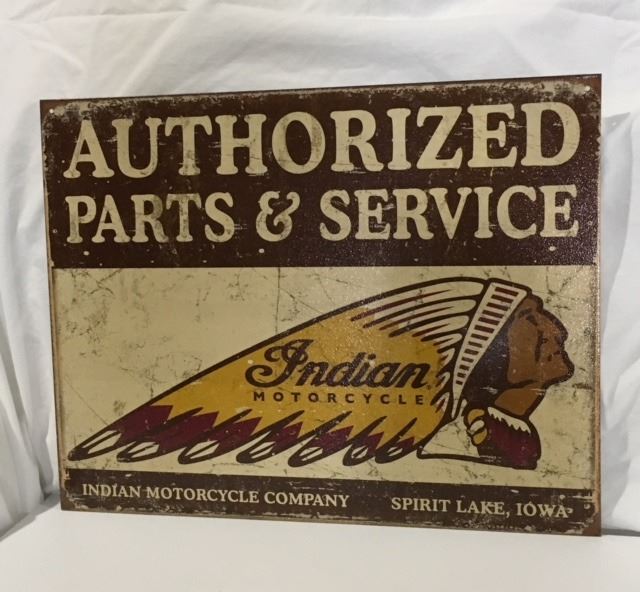 AUTHORIZED
PARTS & SERVICE
Indian
MOTORCYCLE
INDIAN MOTORCYCLE COMPANY SPIRIT LAKE, IOWA